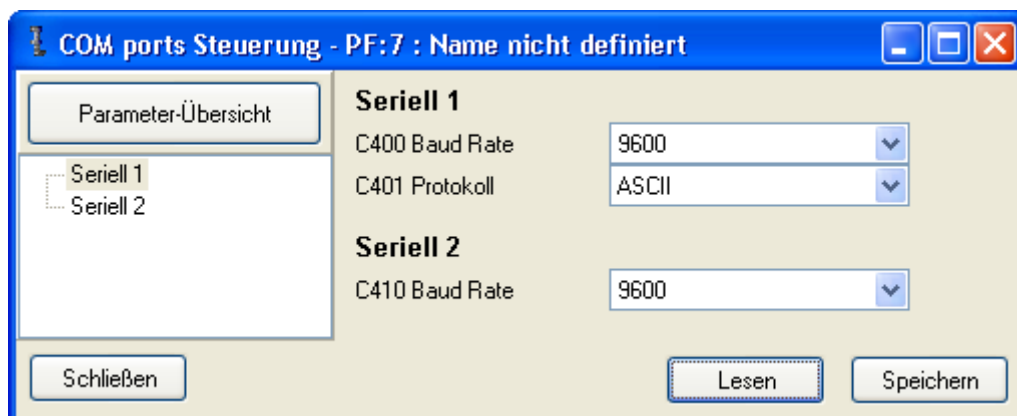 COM ports Steuerung - PF:7 : Name nicht definiert
Parameter-Übersicht
Seriell 1
Seriell 2
Seriell 1
C400 Baud Rate 9600
C401 Protokoll ASCII
Seriell 2
C410 Baud Rate 9600
Schließen
Lesen
Speichern